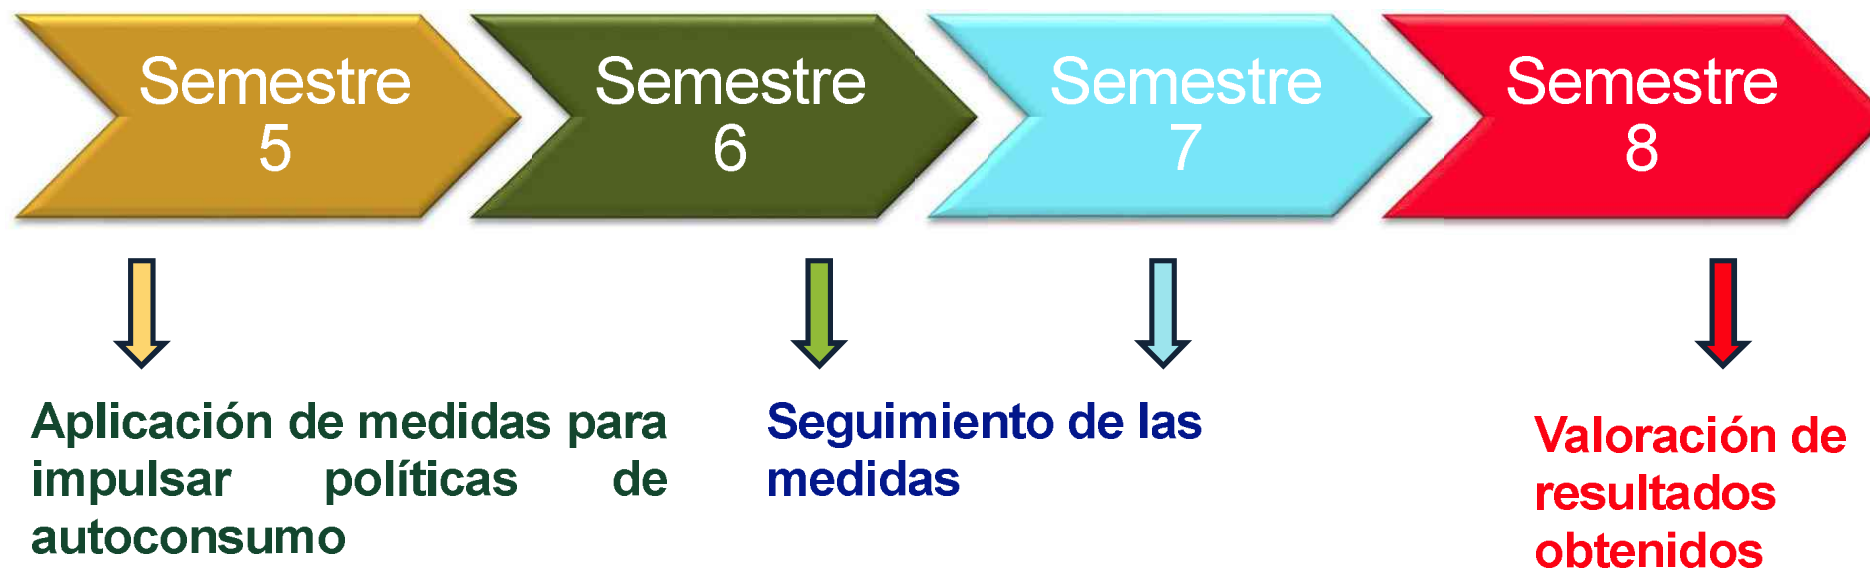 Semestre
5
Semestre
6
Semestre
7
Semestre
8
Aplicación de medidas para
impulsar políticas de
autoconsumo
Seguimiento de las
medidas
Valoración de
resultados
obtenidos